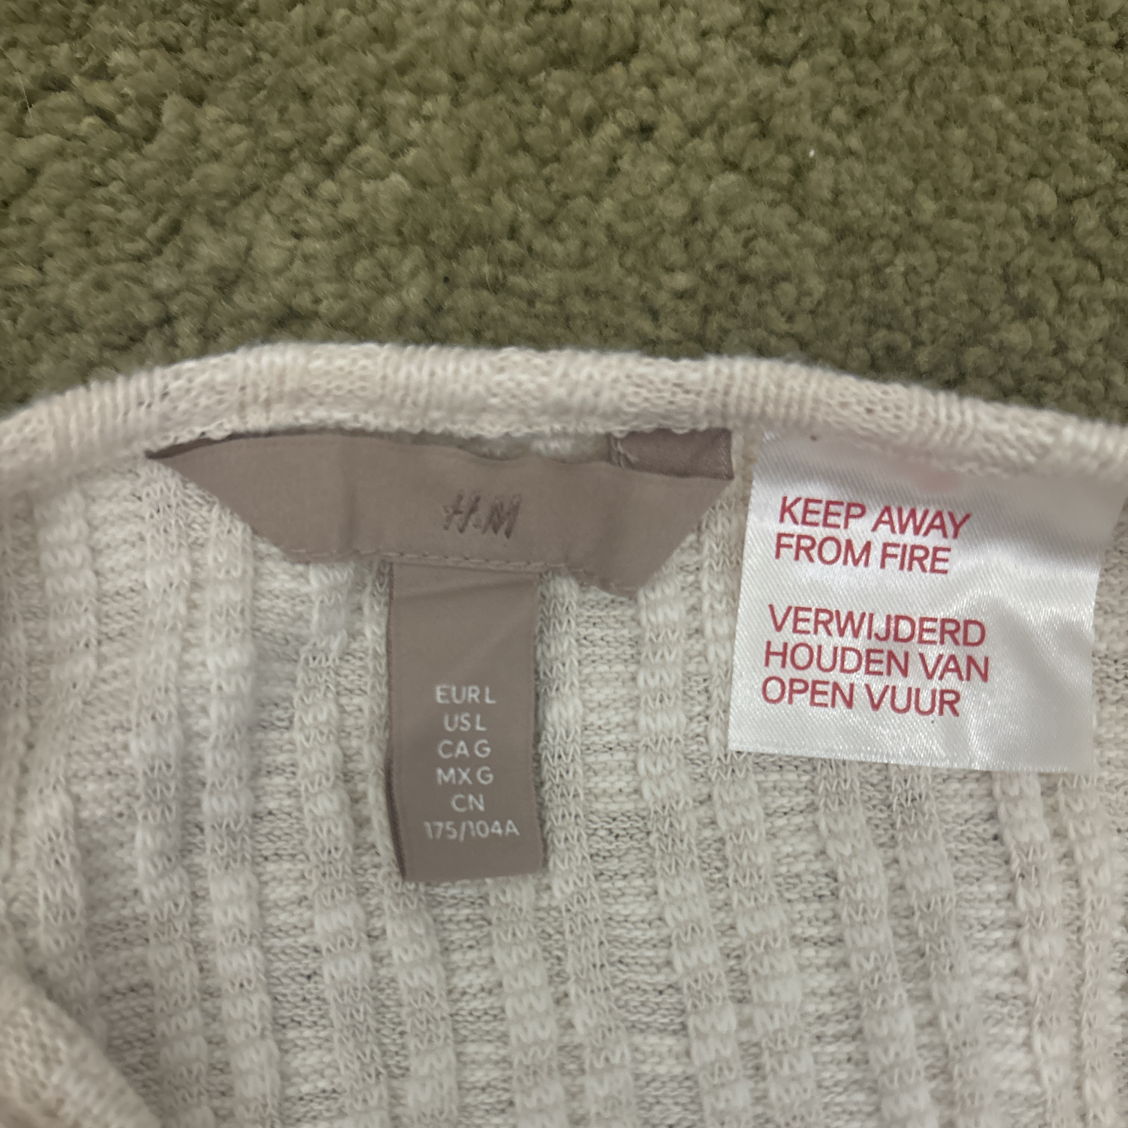 H&M
EUR L
US L
CA G
MX G
CN
175/104A
KEEP AWAY
FROM FIRE
VERWIJDERD
HOUDEN VAN
OPEN VUUR